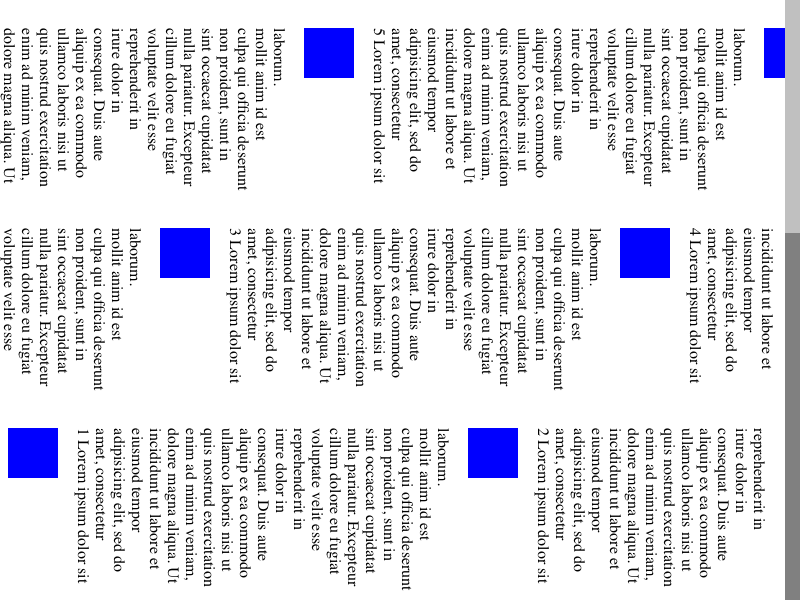 1 Lorem ipsum dolor sit
amet, consectetur
adipisicing elit, sed do
eiusmod tempor
incididunt ut labore et
dolore magna aliqua. Ut
enim ad minim veniam,
quis nostrud exercitation
ullamco laboris nisi ut
aliquip ex ea commodo
consequat. Duis aute
irure dolor in
reprehenderit in
voluptate velit esse
cillum dolore eu fugiat
nulla pariatur. Excepteur
sint occaecat cupidatat
non proident, sunt in
culpa qui officia deserunt
mollit anim id est
laborum.
2 Lorem ipsum dolor sit
amet, consectetur
adipisicing elit, sed do
eiusmod tempor
incididunt ut labore et
dolore magna aliqua. Ut
enim ad minim veniam,
quis nostrud exercitation
ullamco laboris nisi ut
aliquip ex ea commodo
consequat. Duis aute
irure dolor in
reprehenderit in
voluptate velit esse
cillum dolore eu fugiat
nulla pariatur. Excepteur
sint occaecat cupidatat
non proident, sunt in
culpa qui officia deserunt
mollit anim id est
laborum.
3 Lorem ipsum dolor sit
amet, consectetur
adipisicing elit, sed do
eiusmod tempor
incididunt ut labore et
dolore magna aliqua. Ut
enim ad minim veniam,
quis nostrud exercitation
ullamco laboris nisi ut
aliquip ex ea commodo
consequat. Duis aute
irure dolor in
reprehenderit in
voluptate velit esse
cillum dolore eu fugiat
nulla pariatur. Excepteur
sint occaecat cupidatat
non proident, sunt in
culpa qui officia deserunt
mollit anim id est
laborum.
4 Lorem ipsum dolor sit
amet, consectetur
adipisicing elit, sed do
eiusmod tempor
incididunt ut labore et
dolore magna aliqua. Ut
enim ad minim veniam,
quis nostrud exercitation
ullamco laboris nisi ut
aliquip ex ea commodo
consequat. Duis aute
irure dolor in
reprehenderit in
voluptate velit esse
cillum dolore eu fugiat
nulla pariatur. Excepteur
sint occaecat cupidatat
non proident, sunt in
culpa qui officia deserunt
mollit anim id est
laborum.
5 Lorem ipsum dolor sit
amet, consectetur
adipisicing elit, sed do
eiusmod tempor
incididunt ut labore et
dolore magna aliqua. Ut
enim ad minim veniam,
quis nostrud exercitation
ullamco laboris nisi ut
aliquip ex ea commodo
consequat. Duis aute
irure dolor in
reprehenderit in
voluptate velit esse
cillum dolore eu fugiat
nulla pariatur. Excepteur
sint occaecat cupidatat
non proident, sunt in
culpa qui officia deserunt
mollit anim id est
laborum.